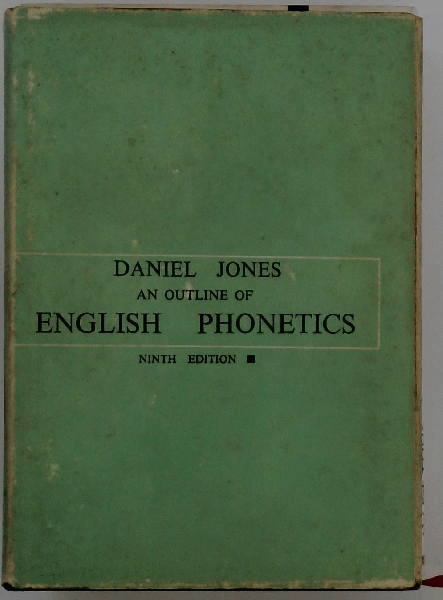 DANIEL JONES
AN OUTLINE OF
ENGLISH PHONETICS
NINTH EDITION ■